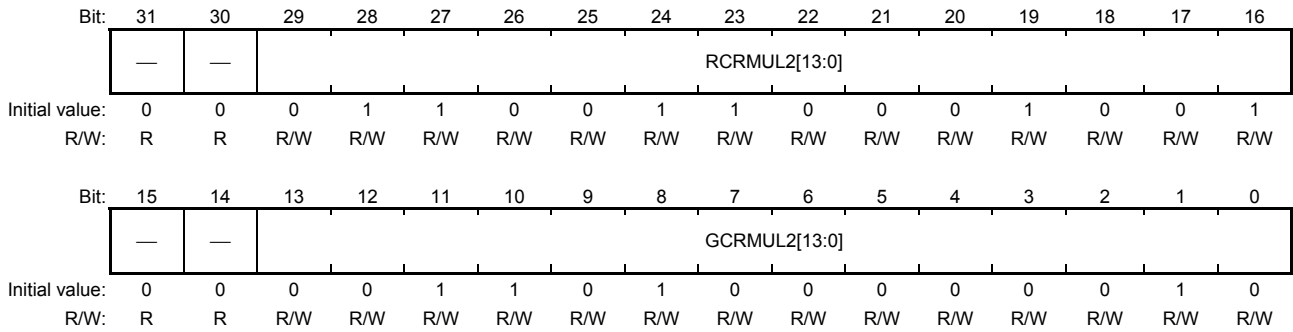 Bit: 31 30 29 28 27 26 25 24 23 22 21 20 19 18 17 16
— — RCRMUL2[13:0]
Initial value: 0 0 0 1 1 0 0 1 1 0 0 0 1 0 0 1
R/W: R R R/W R/W R/W R/W R/W R/W R/W R/W R/W R/W R/W R/W R/W R/W
Bit: 15 14 13 12 11 10 9 8 7 6 5 4 3 2 1 0
— — GCRMUL2[13:0]
Initial value: 0 0 0 0 1 1 0 1 0 0 0 0 0 0 1 0
R/W: R R R/W R/W R/W R/W R/W R/W R/W R/W R/W R/W R/W R/W R/W R/W